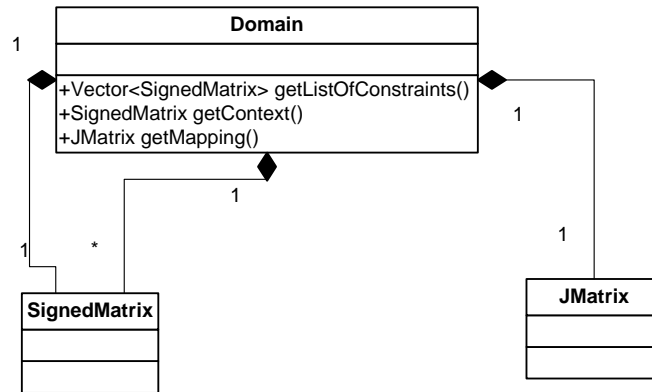 Domain
1
+Vector<SignedMatrix> getListOfConstraints()
+SignedMatrix getContext()
+JMatrix getMapping()
1
1
1
1
*
SignedMatrix
JMatrix